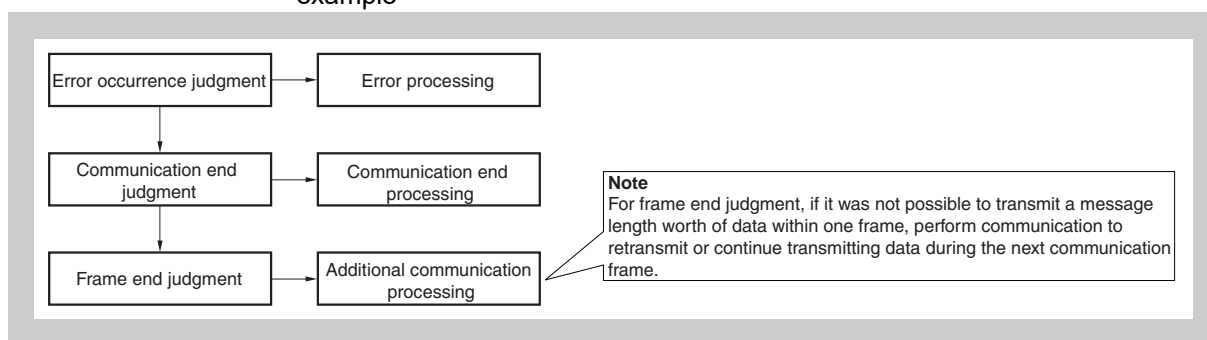 example
Error occurrence judgment
Error processing
Communication end
judgment
Communication end
processing
Frame end judgment
Additional communication
processing
Note
For frame end judgment, if it was not possible to transmit a message
length worth of data within one frame, perform communication to
retransmit or continue transmitting data during the next communication
frame.